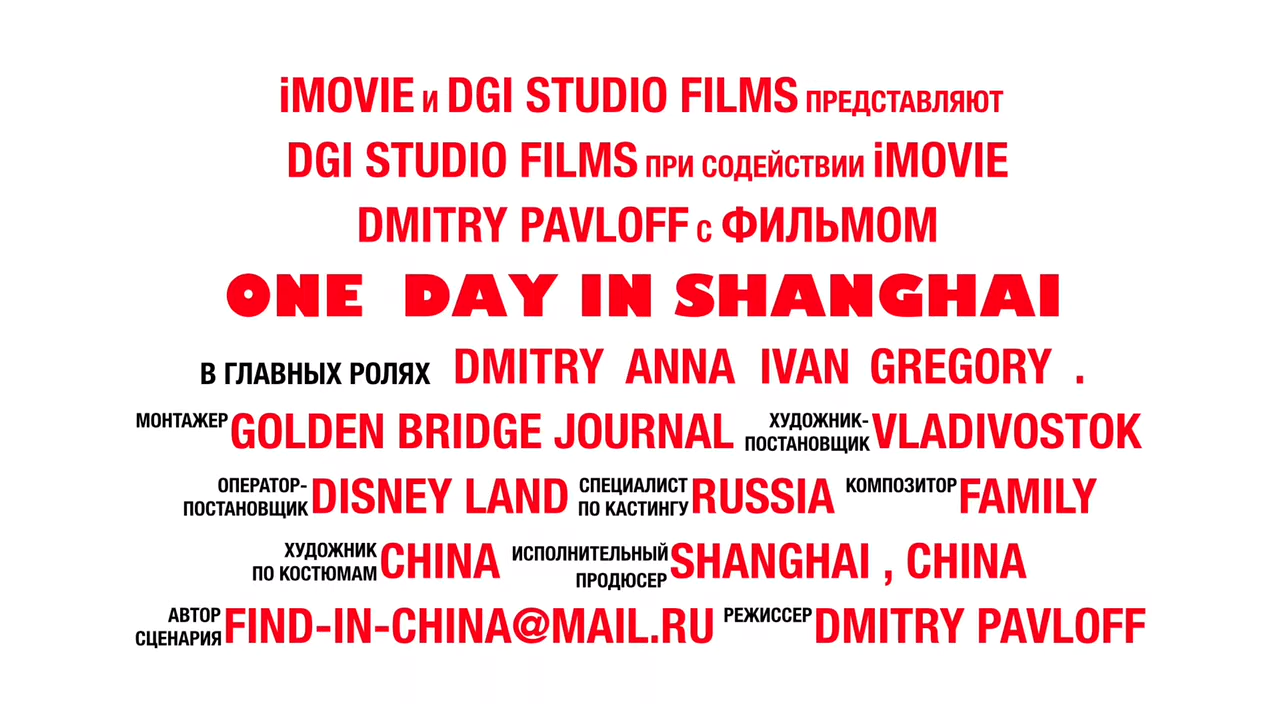 iMOVIE И DGI STUDIO FILMS ПРЕДСТАВЛЯЮТ
DGI STUDIO FILMS ПРИ СОДЕЙСТВИИ iMOVIE
DMITRY PAVLOFF С ФИЛЬМОМ
ONE DAY IN SHANGHAI
В ГЛАВНЫХ РОЛЯХ DMITRY ANNA IVAN GREGORY .
МОНТАЖЕР GOLDEN BRIDGE JOURNAL ХУДОЖНИК-ПОСТАНОВЩИК VLADIVOSTOK
ОПЕРАТОР-ПОСТАНОВЩИК DISNEY LAND СПЕЦИАЛИСТ ПО КАСТИНГУ RUSSIA КОМПОЗИТОР FAMILY
ХУДОЖНИК ПО КОСТЮМАМ CHINA ИСПОЛНИТЕЛЬНЫЙ ПРОДЮСЕР SHANGHAI , CHINA
АВТОР СЦЕНАРИЯ FIND-IN-CHINA@MAIL.RU РЕЖИССЕР DMITRY PAVLOFF